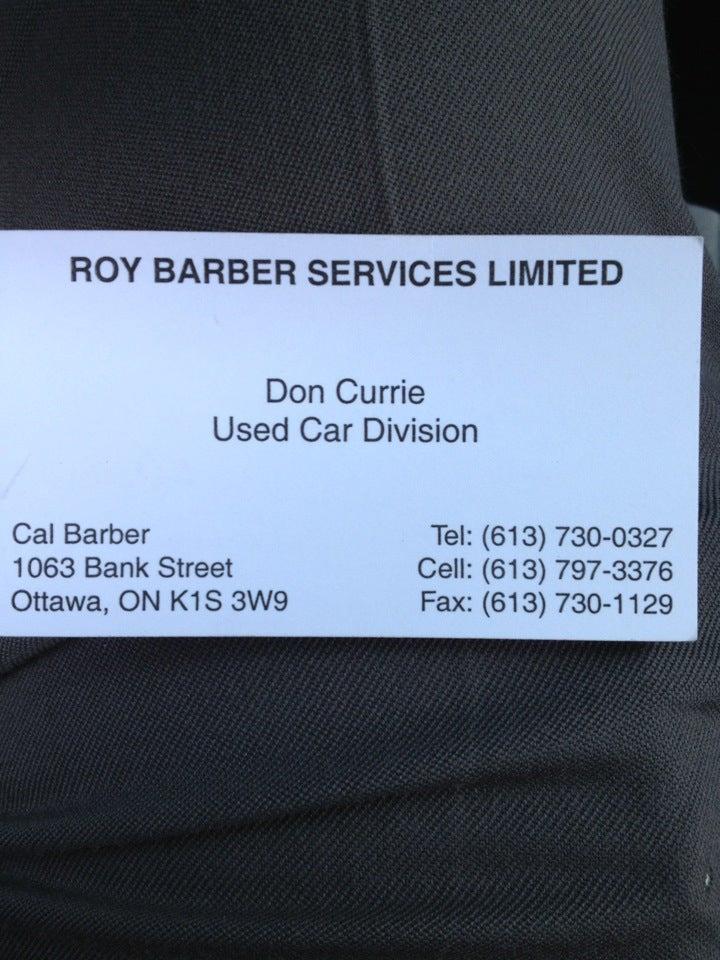 ROY BARBER SERVICES LIMITED
Don Currie
Used Car Division
Cal Barber
1063 Bank Street
Ottawa, ON K1S 3W9
Tel: (613) 730-0327
Cell: (613) 797-3376
Fax: (613) 730-1129